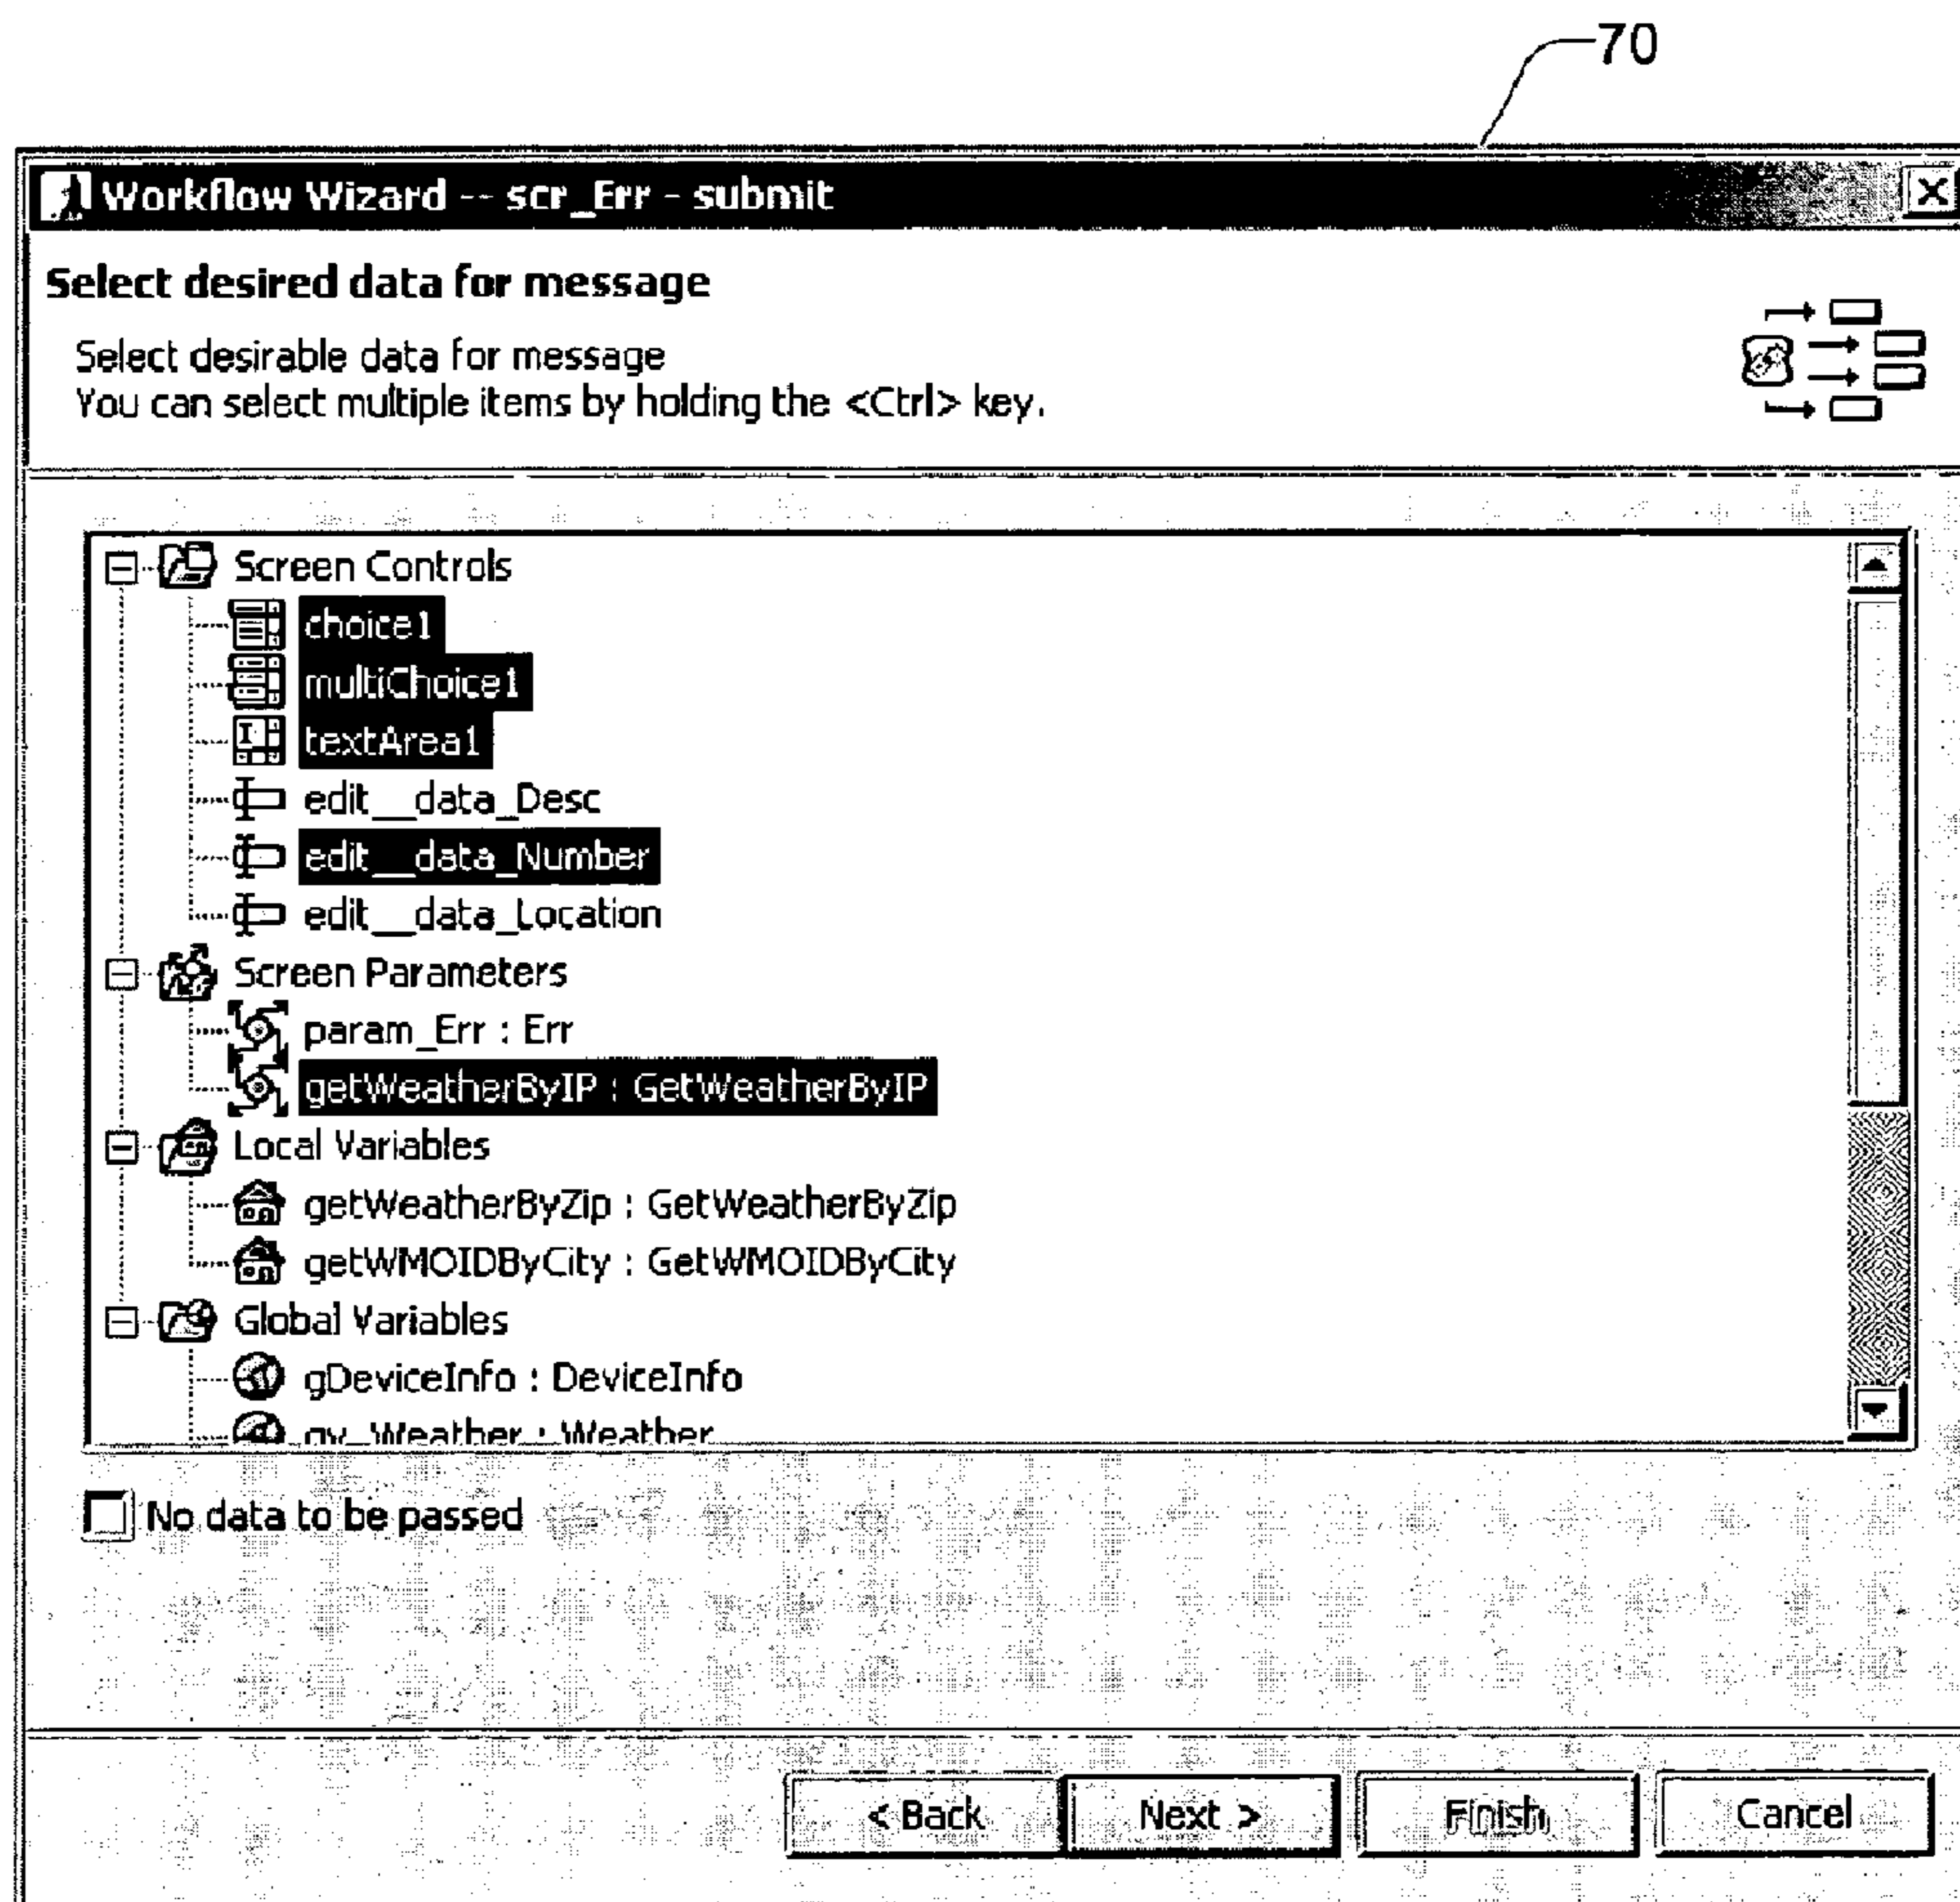 70
Workflow Wizard -- scr_Err - submit
Select desired data for message
Select desirable data for message
You can select multiple items by holding the <Ctrl> key.
Screen Controls
choice1
multiChoice1
textArea1
edit__data_Desc
edit__data_Number
edit__data_Location
Screen Parameters
param_Err : Err
getWeatherByIP : GetWeatherByIP
Local Variables
getWeatherByZip : GetWeatherByZip
getWMOIDByCity : GetWMOIDByCity
Global Variables
gDeviceInfo : DeviceInfo
gv_Weather : Weather
No data to be passed
< Back
Next >
Finish
Cancel